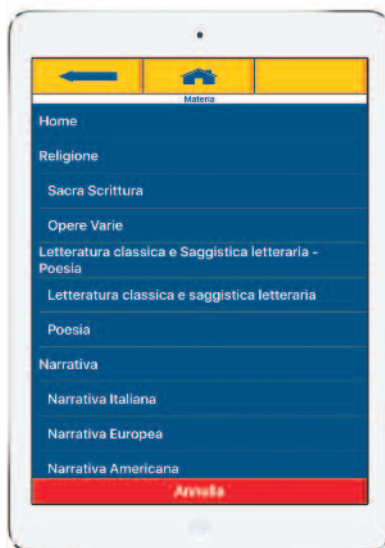 Materia
Home
Religione
Sacra Scrittura
Opere Varie
Letteratura classica e Saggistica letteraria -
Poesia
Letteratura classica e saggistica letteraria
Poesia
Narrativa
Narrativa Italiana
Narrativa Europea
Narrativa Americana
Annulla